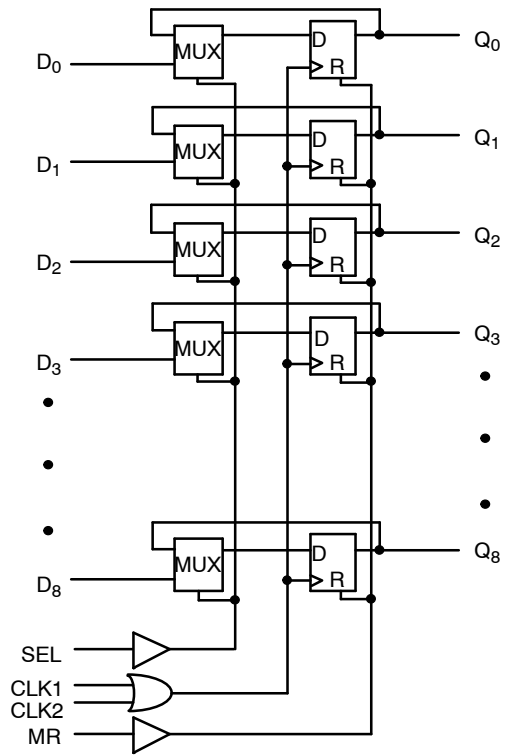 MUX D R Q0
D0
MUX D R Q1
D1
MUX D R Q2
D2
MUX D R Q3
D3
MUX D R Q8
D8
SEL
CLK1
CLK2
MR